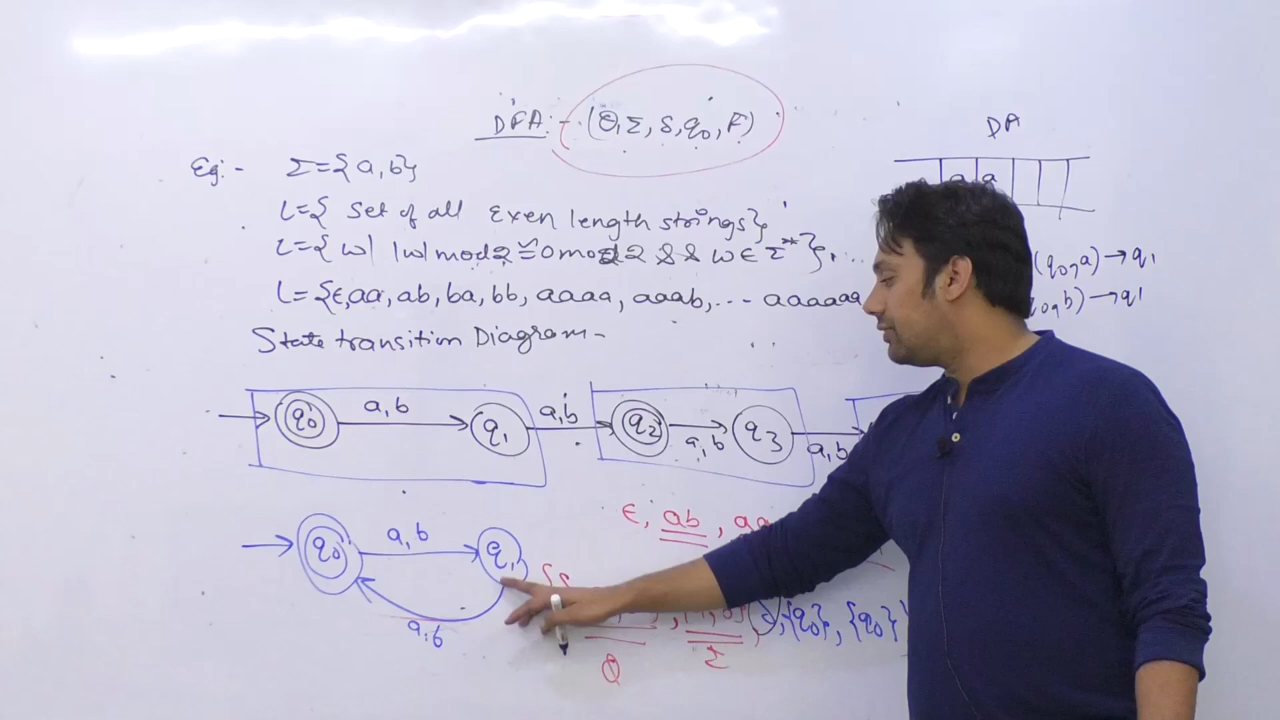 DFA:- (Q, Σ, δ, q0, F)
DA
Eg:- Σ={a,b}
a a
L={ Set of all Even length strings}
L={ w| |w| mod 2 ≅ 0 mod 2 && w ∈ Σ**}. ...
(q0, a) → q1
L={ε,aa,ab,ba,bb,aaaa,aaab,... aaaaaa
q0, b) → q1
State transition Diagram-
q0 a,b q1 a,b q2 a,b q3 a,b
ε, ab, aa
q0 a,b q1
a,b
{q0}, {q0}
Q Σ